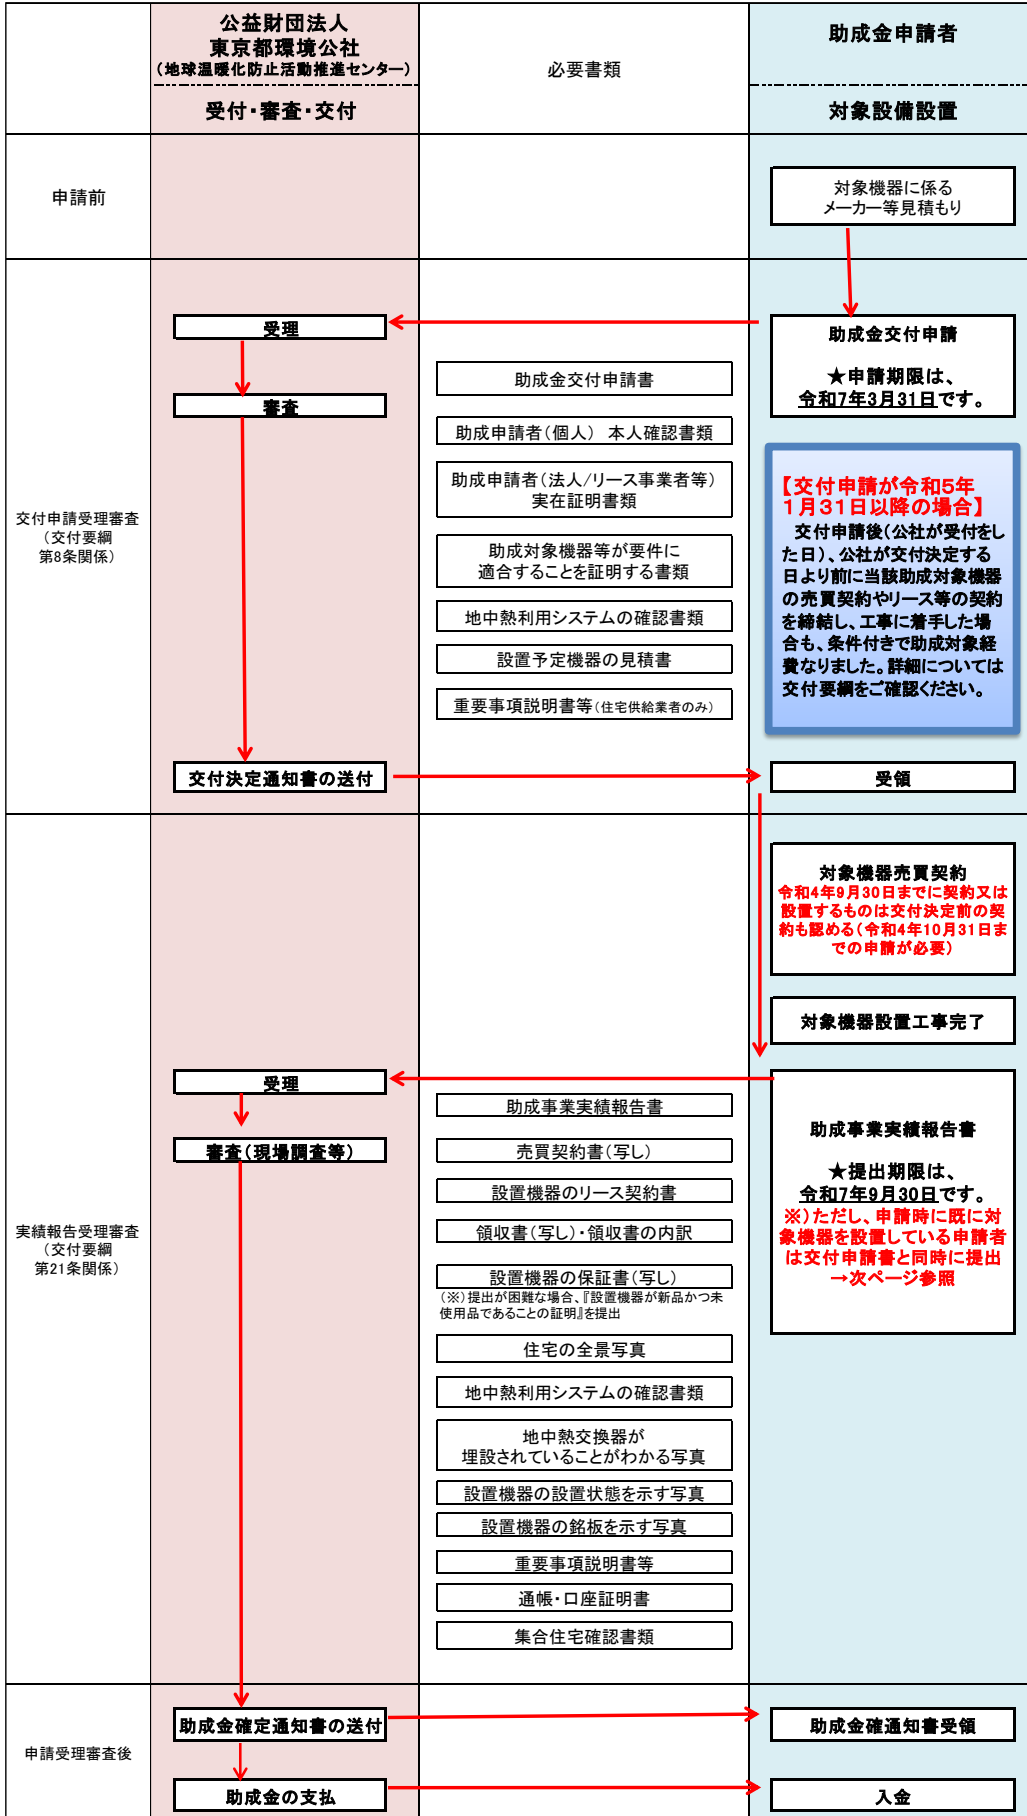 公益財団法人
東京都環境公社
(地球温暖化防止活動推進センター)
受付・審査・交付
必要書類
助成金申請者
対象設備設置
申請前
対象機器に係る
メーカー等見積もり
交付申請受理審査
(交付要綱
第8条関係)
受理
審査
交付決定通知書の送付
助成金交付申請書
助成申請者(個人) 本人確認書類
助成申請者(法人/リース事業者等)
実在証明書類
助成対象機器等が要件に
適合することを証明する書類
地中熱利用システムの確認書類
設置予定機器の見積書
重要事項説明書等(住宅供給業者のみ)
助成金交付申請
★申請期限は、
令和7年3月31日です。
【交付申請が令和5年
1月31日以降の場合】
交付申請後(公社が受付をし
た日)、公社が交付決定する
日より前に当該助成対象機器
の売買契約やリース等の契約
を締結し、工事に着手した場
合も、条件付きで助成対象経
費なりました。詳細については
交付要綱をご確認ください。
受領
実績報告受理審査
(交付要綱
第21条関係)
受理
審査(現場調査等)
助成事業実績報告書
売買契約書(写し)
設置機器のリース契約書
領収書(写し)・領収書の内訳
設置機器の保証書(写し)
(※)提出が困難な場合、『設置機器が新品かつ未
使用品であることの証明』を提出
住宅の全景写真
地中熱利用システムの確認書類
地中熱交換器が
埋設されていることがわかる写真
設置機器の設置状態を示す写真
設置機器の銘板を示す写真
重要事項説明書等
通帳・口座証明書
集合住宅確認書類
対象機器売買契約
令和4年9月30日までに契約又は
設置するものは交付決定前の契
約も認める(令和4年10月31日ま
での申請が必要)
対象機器設置工事完了
助成事業実績報告書
★提出期限は、
令和7年9月30日です。
※)ただし、申請時に既に対
象機器を設置している申請者
は交付申請書と同時に提出
→次ページ参照
申請受理審査後
助成金確定通知書の送付
助成金の支払
助成金確通知書受領
入金